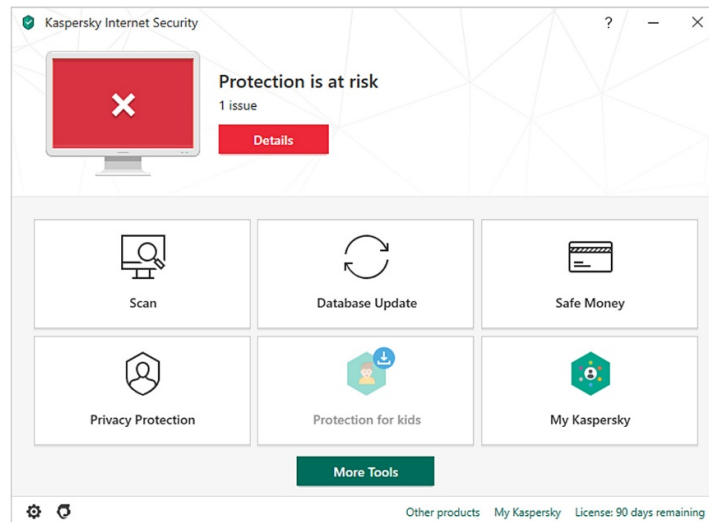 Kaspersky Internet Security
?
Protection is at risk
1 issue
Details
Scan
Database Update
Safe Money
Privacy Protection
Protection for kids
My Kaspersky
More Tools
Other products My Kaspersky License: 90 days remaining